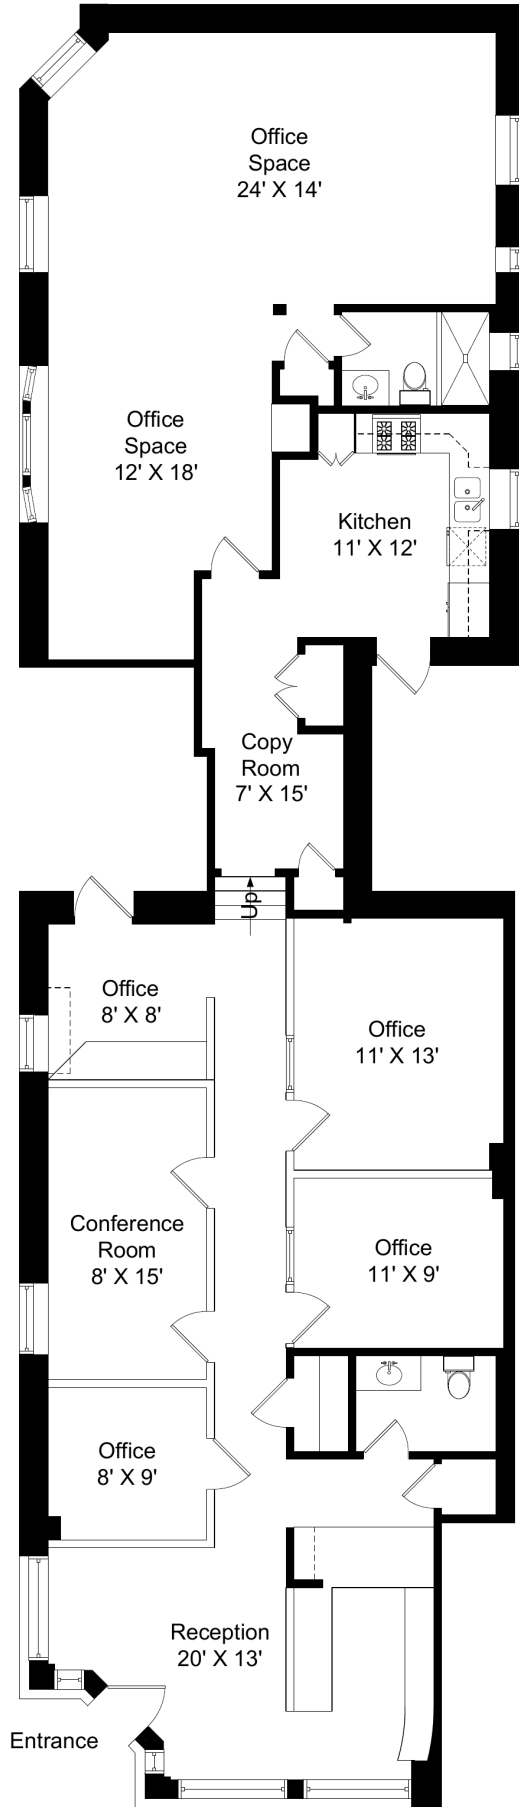 Office
Space
24' X 14'
Office
Space
12' X 18'
Kitchen
11' X 12'
Copy
Room
7' X 15'
Up
Office
8' X 8'
Office
11' X 13'
Conference
Room
8' X 15'
Office
11' X 9'
Office
8' X 9'
Reception
20' X 13'
Entrance